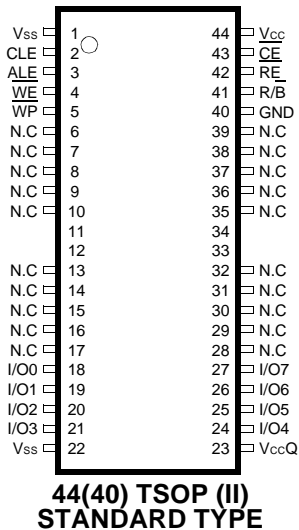 Vss 1 44 Vcc
CLE 2 43 CE
ALE 3 42 RE
WE 4 41 R/B
WP 5 40 GND
N.C 6 39 N.C
N.C 7 38 N.C
N.C 8 37 N.C
N.C 9 36 N.C
N.C 10 35 N.C
11 34
12 33
N.C 13 32 N.C
N.C 14 31 N.C
N.C 15 30 N.C
N.C 16 29 N.C
N.C 17 28 N.C
I/O0 18 27 I/O7
I/O1 19 26 I/O6
I/O2 20 25 I/O5
I/O3 21 24 I/O4
Vss 22 23 VccQ
44(40) TSOP (II)
STANDARD TYPE